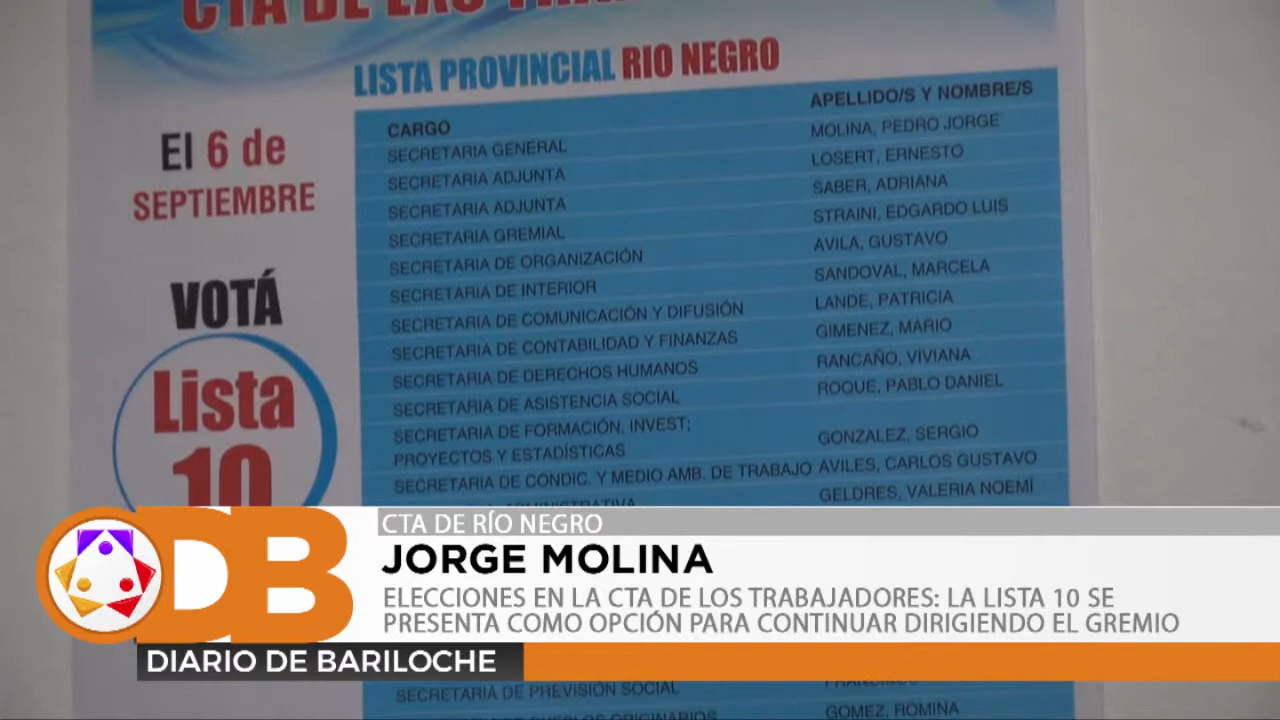 CTA DE
LISTA PROVINCIAL RIO NEGRO
El 6 de
SEPTIEMBRE
VOTÁ
Lista
10
CARGO APELLIDO/S Y NOMBRE/S
SECRETARIA GENERAL MOLINA, PEDRO JORGE
SECRETARIA ADJUNTA LOSERT, ERNESTO
SECRETARIA ADJUNTA SABER, ADRIANA
SECRETARIA GREMIAL STRAINI, EDGARDO LUIS
SECRETARIA DE ORGANIZACIÓN AVILA, GUSTAVO
SECRETARIA DE INTERIOR SANDOVAL, MARCELA
SECRETARIA DE COMUNICACIÓN Y DIFUSIÓN LANDE, PATRICIA
SECRETARIA DE CONTABILIDAD Y FINANZAS GIMENEZ, MARIO
SECRETARIA DE DERECHOS HUMANOS RANCAÑO, VIVIANA
SECRETARIA DE ASISTENCIA SOCIAL ROQUE, PABLO DANIEL
SECRETARIA DE FORMACIÓN, INVEST;
PROYECTOS Y ESTADÍSTICAS GONZALEZ, SERGIO
SECRETARIA DE CONDIC. Y MEDIO AMB. DE TRABAJO AVILES, CARLOS GUSTAVO
GELDRES, VALERIA NOEMÍ
CTA DE RÍO NEGRO
JORGE MOLINA
ELECCIONES EN LA CTA DE LOS TRABAJADORES: LA LISTA 10 SE
PRESENTA COMO OPCIÓN PARA CONTINUAR DIRIGIENDO EL GREMIO
DB
DIARIO DE BARILOCHE
SECRETARIA DE PREVISIÓN SOCIAL
GOMEZ, ROMINA